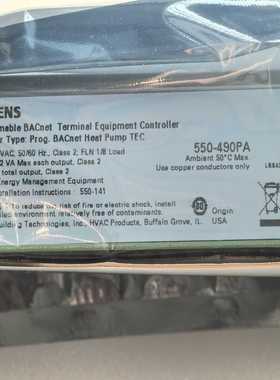 ENS
mable BACnet Terminal Equipment Controller
r Type: Prog. BACnet Heat Pump TEC
VAC, 50/60 Hz, Class 2, FLN 1/8 Load
2 VA Max each output, Class 2
total output, Class 2
Energy Management Equipment
stallation Instructions 550-141
550-490PA
Ambient 50°C Max.
Use copper conductors only
to reduce the risk of fire or electric shock, install
environment relatively free of contaminants.
Building Technologies, Inc., HVAC Products, Buffalo Grove, IL
Origin
USA